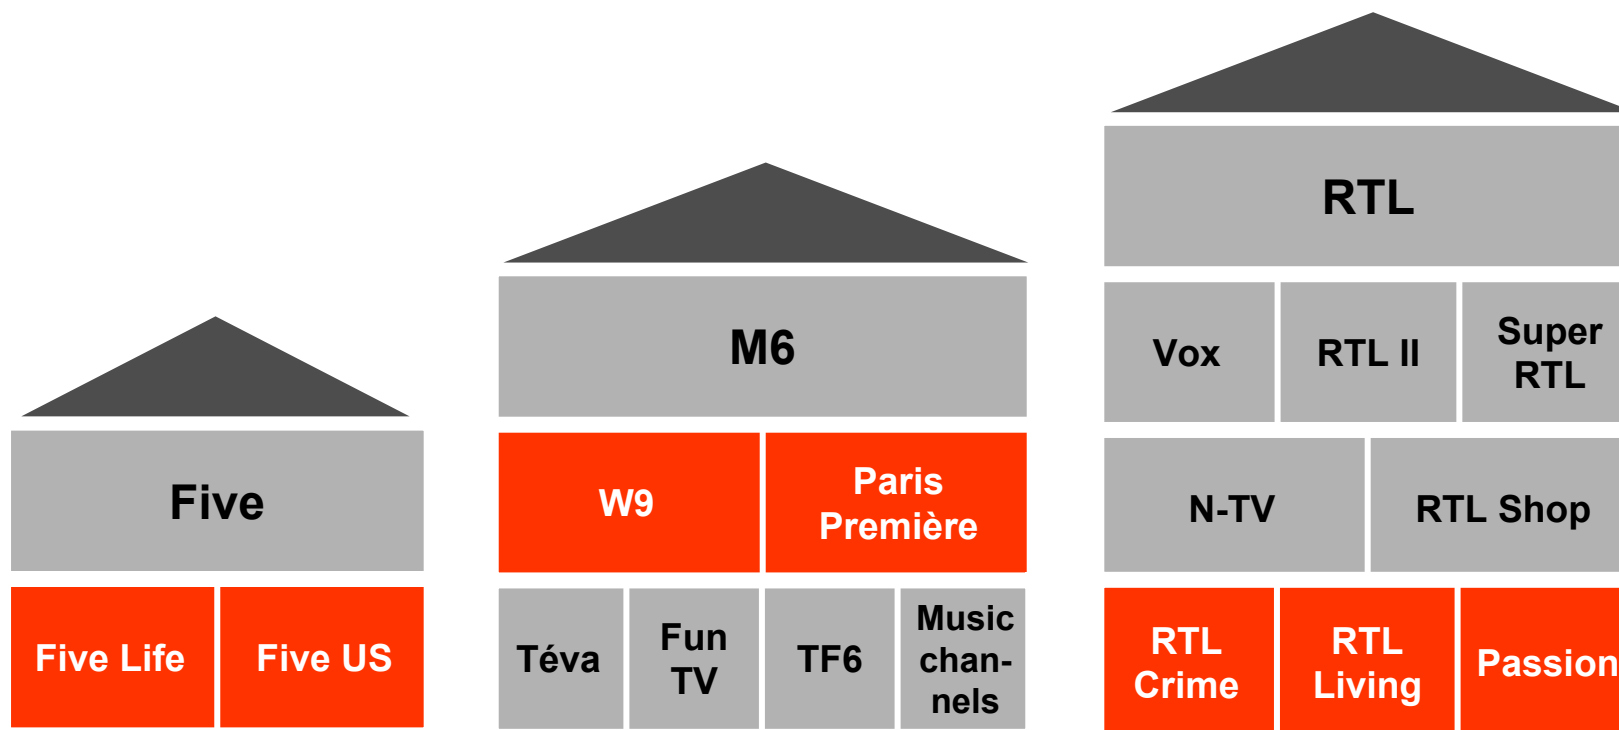 Five
Five Life
Five US
M6
W9
Paris
Première
Téva
Fun
TV
TF6
Music
chan-
nels
RTL
Vox
RTL II
Super
RTL
N-TV
RTL Shop
RTL
Crime
RTL
Living
Passion